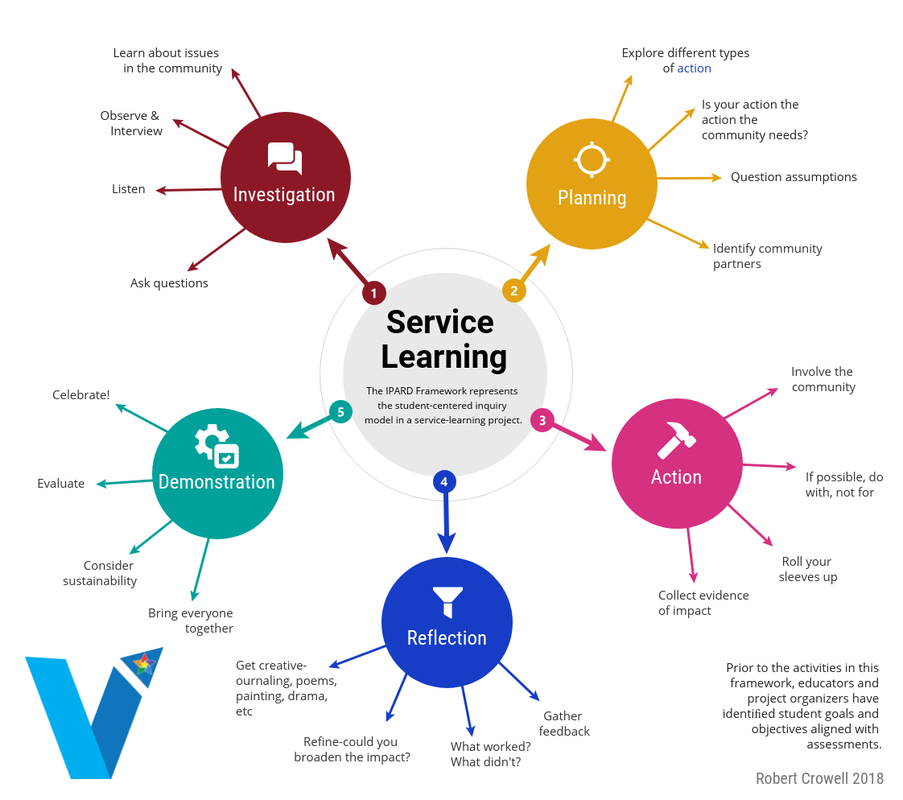 Service
Learning
The IPARD Framework represents
the student-centered inquiry
model in a service-learning project.
1
Investigation
Learn about issues
in the community
Observe &
Interview
Listen
Ask questions
2
Planning
Explore different types
of action
Is your action the
action the
community needs?
Question assumptions
Identify community
partners
3
Action
Involve the
community
If possible, do
with, not for
Roll your
sleeves up
Collect evidence
of impact
4
Reflection
Gather
feedback
What worked?
What didn't?
Refine-could you
broaden the impact?
Get creative-
ournaling, poems,
painting, drama,
etc
5
Demonstration
Celebrate!
Evaluate
Consider
sustainability
Bring everyone
together
Prior to the activities in this
framework, educators and
project organizers have
identified student goals and
objectives aligned with
assessments.
Robert Crowell 2018